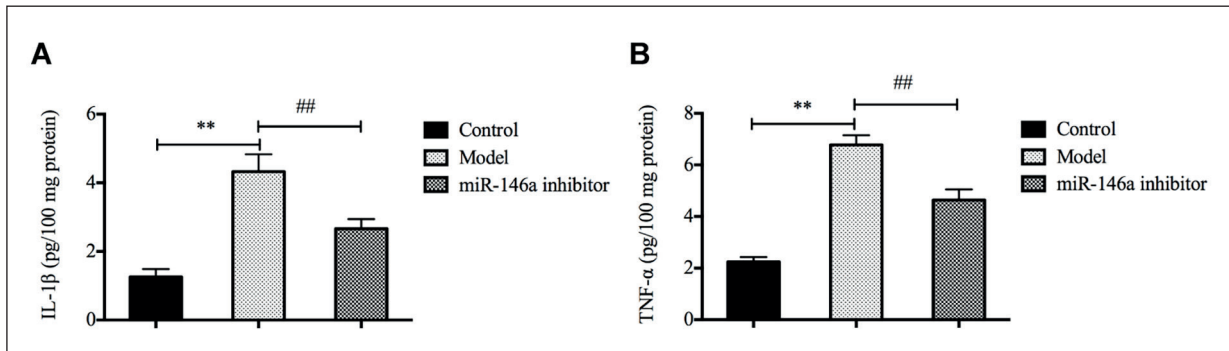 A
IL-1β (pg/100 mg protein)
6
4
2
0
**
##
Control
Model
miR-146a inhibitor
B
TNF-α (pg/100 mg protein)
8
6
4
2
0
**
##
Control
Model
miR-146a inhibitor